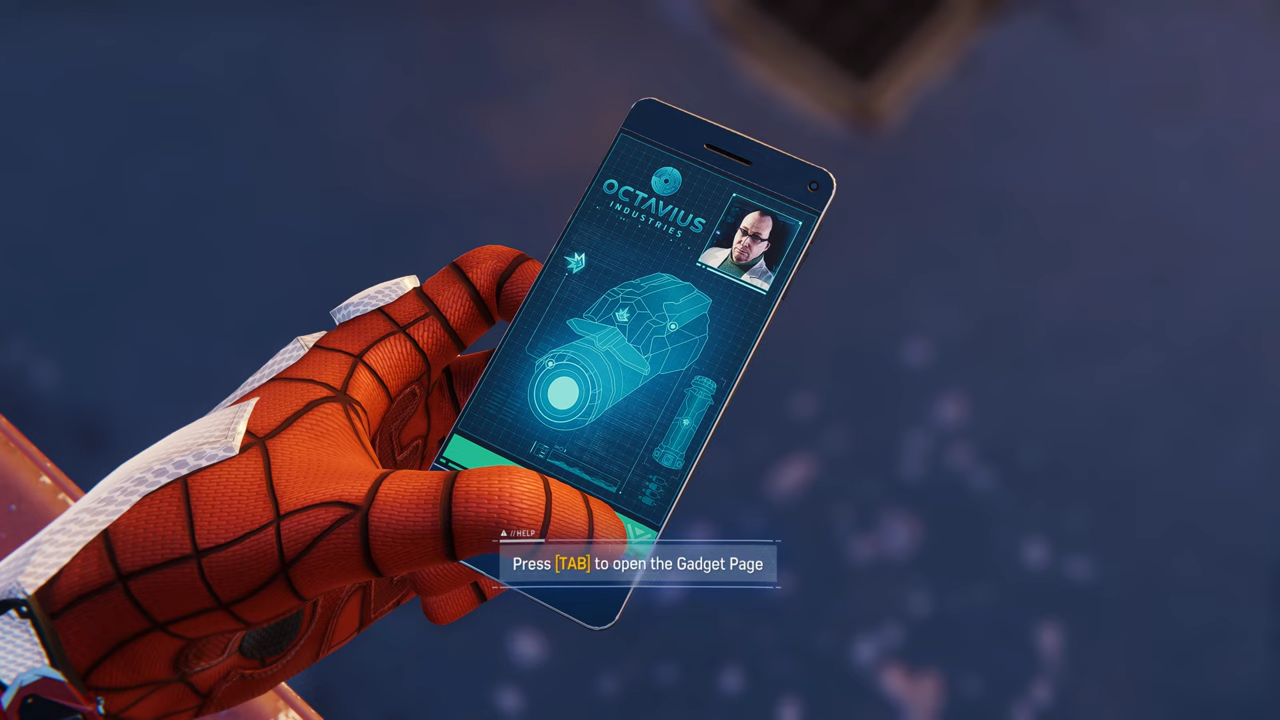 OCTAVIUS
INDUSTRIES
//HELP
Press [TAB] to open the Gadget Page